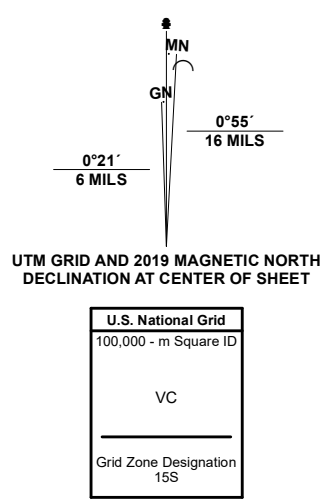 MN
GN
0°55´
16 MILS
0°21´
6 MILS
UTM GRID AND 2019 MAGNETIC NORTH
DECLINATION AT CENTER OF SHEET
U.S. National Grid
100,000 - m Square ID
VC
Grid Zone Designation
15S